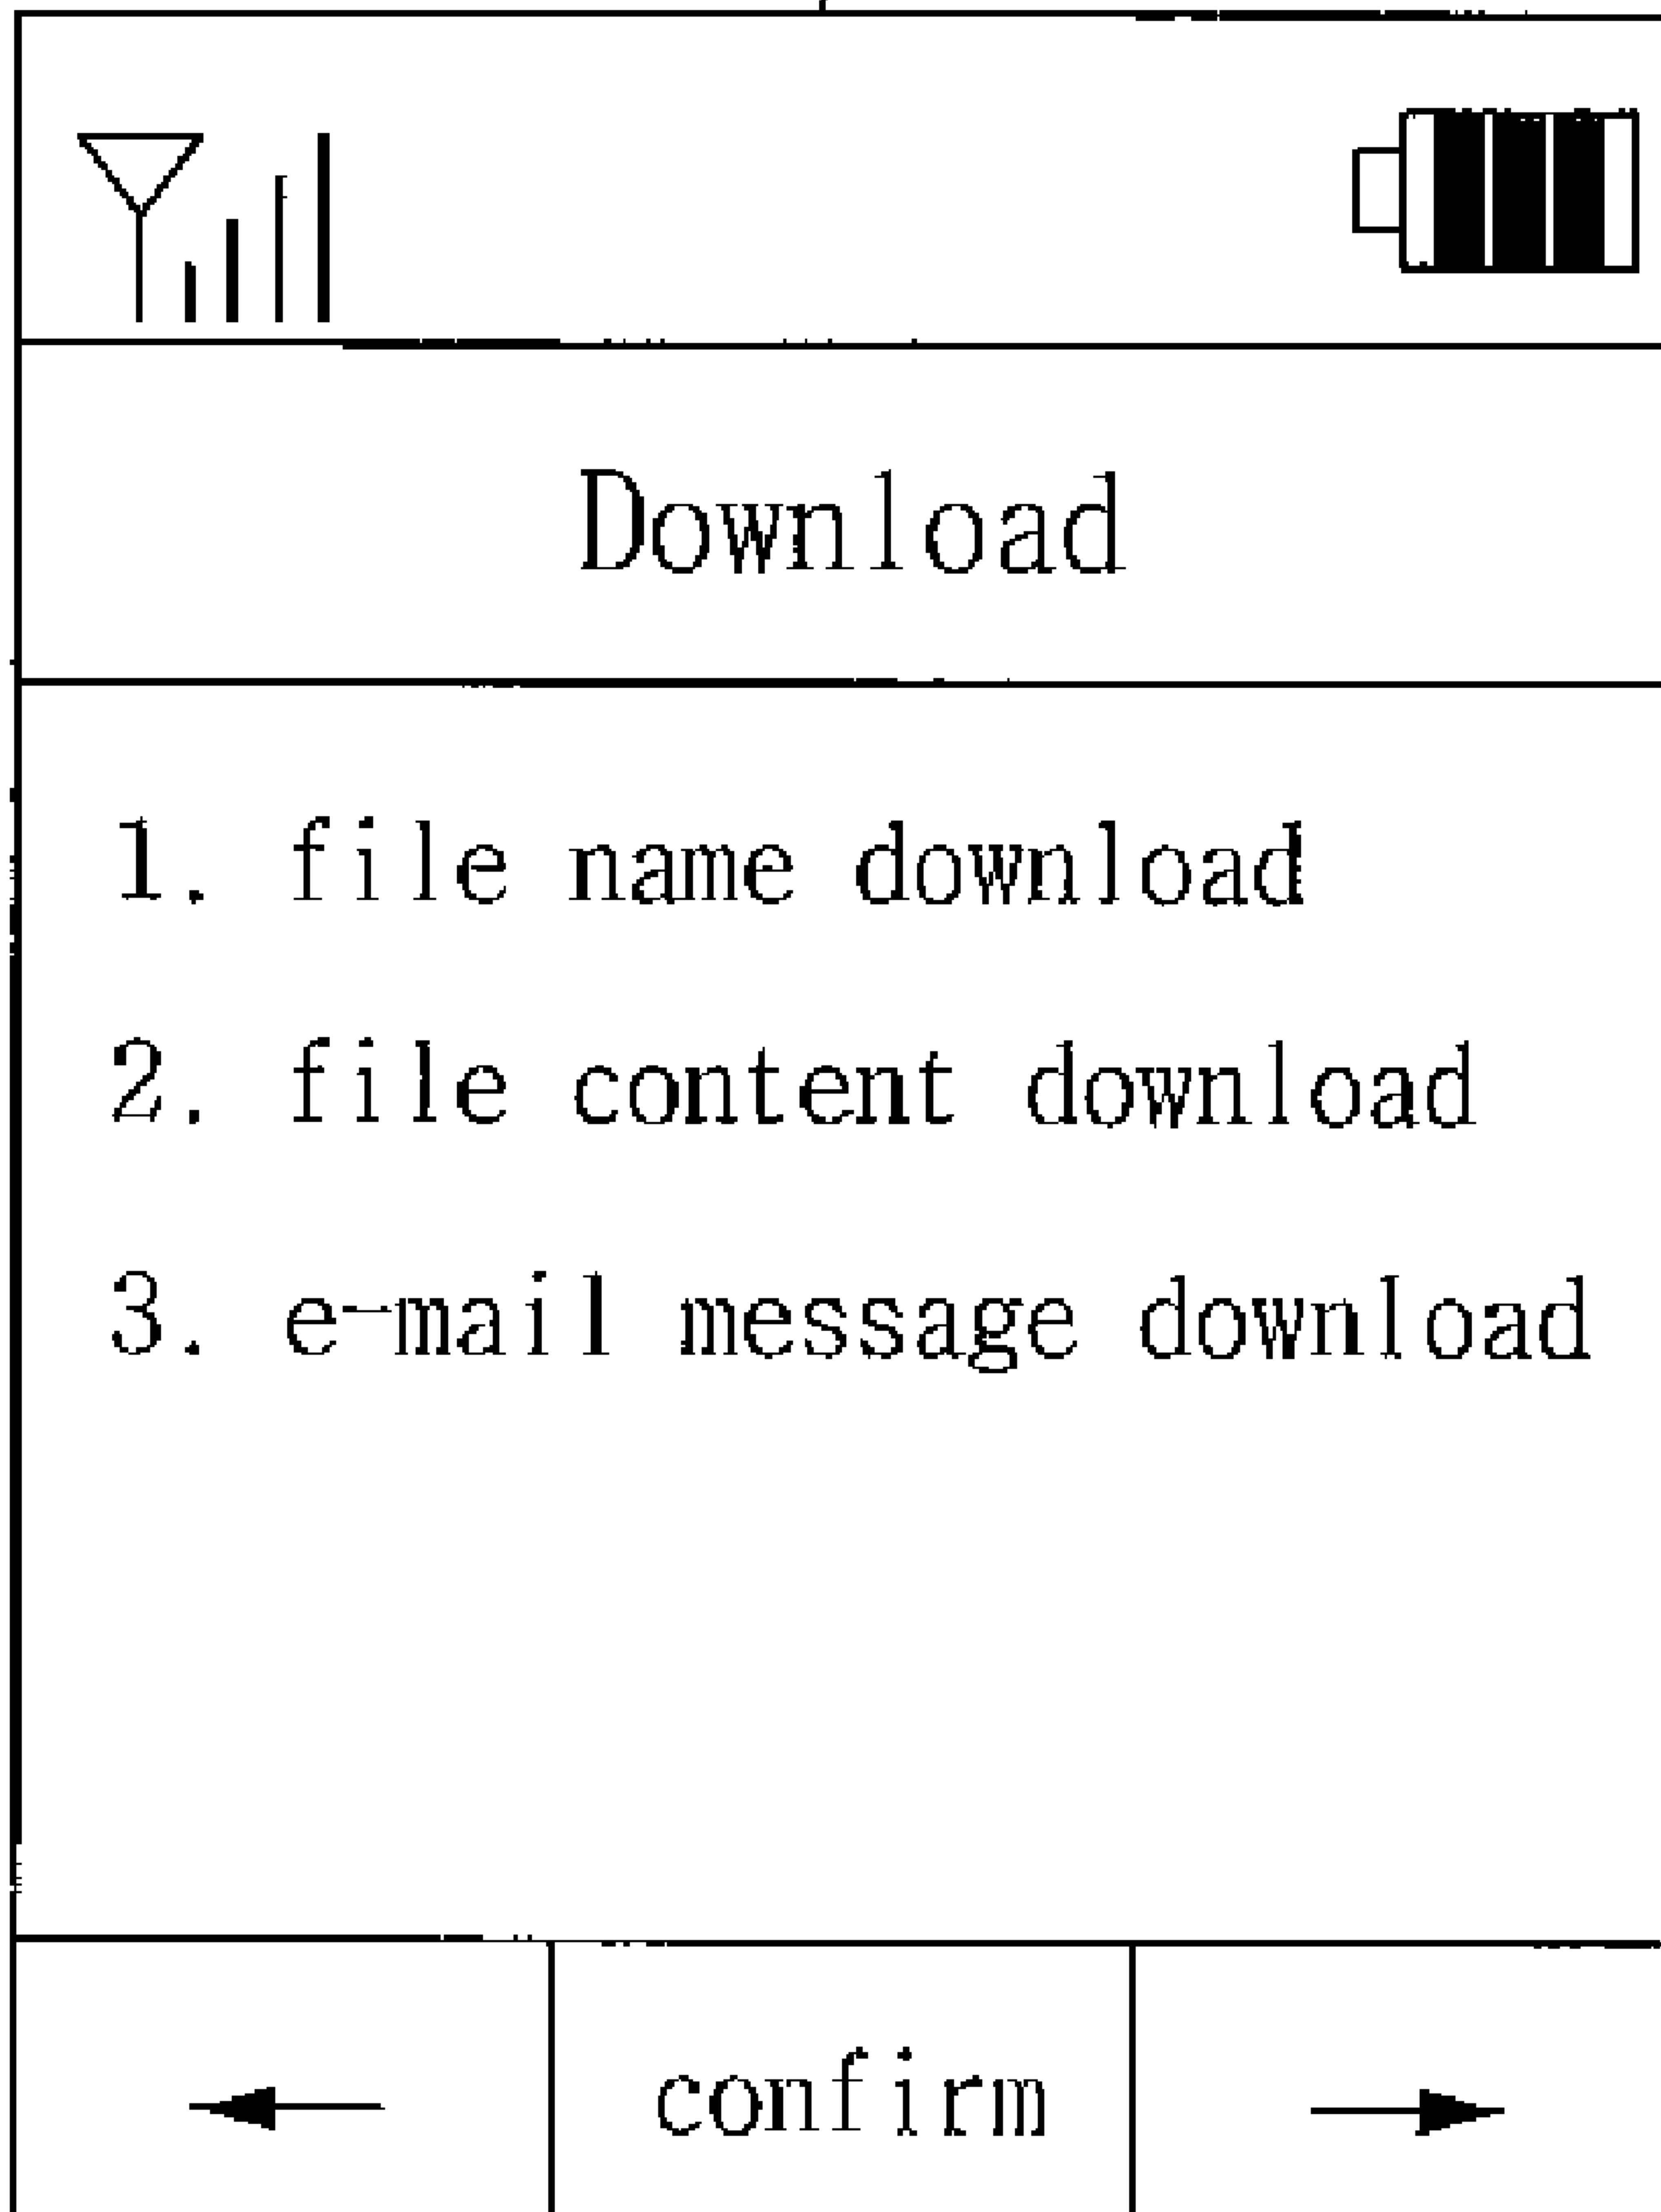 Download
1. file name download
2. file content download
3. e-mail message download
confirm